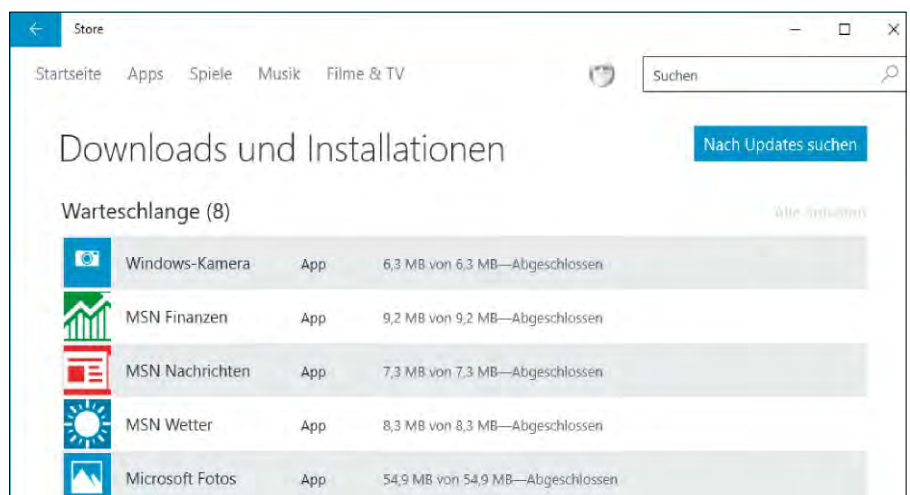 Store
Startseite Apps Spiele Musik Filme & TV Suchen
Downloads und Installationen
Nach Updates suchen
Warteschlange (8)
Windows-Kamera App 6,3 MB von 6,3 MB—Abgeschlossen
MSN Finanzen App 9,2 MB von 9,2 MB—Abgeschlossen
MSN Nachrichten App 7,3 MB von 7,3 MB—Abgeschlossen
MSN Wetter App 8,3 MB von 8,3 MB—Abgeschlossen
Microsoft Fotos App 54,9 MB von 54,9 MB—Abgeschlossen